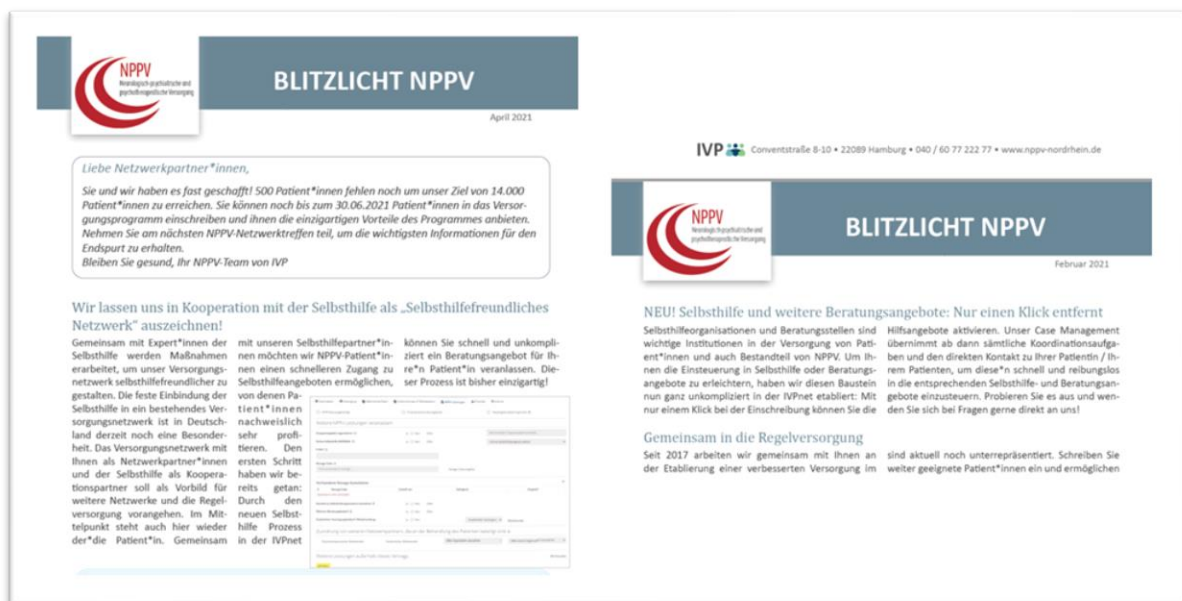 NPPV
Neurologisch-psychiatrische und
psychotherapeutische Versorgung
BLITZLICHT NPPV
April 2021
Liebe Netzwerkpartner*innen,
Sie und wir haben es fast geschafft! 500 Patient*innen fehlen noch um unser Ziel von 14.000
Patient*innen zu erreichen. Sie können noch bis zum 30.06.2021 Patient*innen in das Versor-
gungsprogramm einschreiben und ihnen die einzigartigen Vorteile des Programmes anbieten.
Nehmen Sie am nächsten NPPV-Netzwerktreffen teil, um die wichtigsten Informationen für den
Endspurt zu erhalten.
Bleiben Sie gesund, Ihr NPPV-Team von IVP
Wir lassen uns in Kooperation mit der Selbsthilfe als „Selbsthilfefreundliches
Netzwerk“ auszeichnen!
Gemeinsam mit Expert*innen der
Selbsthilfe werden Maßnahmen
erarbeitet, um unser Versorgungs-
netzwerk selbsthilfefreundlicher zu
gestalten. Die feste Einbindung der
Selbsthilfe in ein bestehendes Ver-
sorgungsnetzwerk ist in Deutsch-
land derzeit noch eine Besonder-
heit. Das Versorgungsnetzwerk mit
Ihnen als Netzwerkpartner*innen
und der Selbsthilfe als Koopera-
tionspartner soll als Vorbild für
weitere Netzwerke und die Regel-
versorgung vorangehen. Im Mit-
telpunkt steht auch hier wieder
der*die Patient*in. Gemeinsam
mit unseren Selbsthilfepartner*in-
nen möchten wir NPPV-Patient*in-
nen einen schnelleren Zugang zu
Selbsthilfeangeboten ermöglichen,
von denen Pa-
tient*innen
nachweislich
sehr profi-
tieren. Den
ersten Schritt
haben wir be-
reits getan:
Durch den
neuen Selbst-
hilfe Prozess
in der IVPnet
können Sie schnell und unkompli-
ziert ein Beratungsangebot für Ih-
re*n Patient*in veranlassen. Die-
ser Prozess ist bisher einzigartig!
IVP Conventstraße 8-10 • 22089 Hamburg • 040 / 60 77 222 77 • www.nppv-nordrhein.de
NPPV
Neurologisch-psychiatrische und
psychotherapeutische Versorgung
BLITZLICHT NPPV
Februar 2021
NEU! Selbsthilfe und weitere Beratungsangebote: Nur einen Klick entfernt
Selbsthilfeorganisationen und Beratungsstellen sind
wichtige Institutionen in der Versorgung von Pati-
ent*innen und auch Bestandteil von NPPV. Um Ih-
nen die Einsteuerung in Selbsthilfe oder Beratungs-
angebote zu erleichtern, haben wir diesen Baustein
nun ganz unkompliziert in der IVPnet etabliert: Mit
nur einem Klick bei der Einschreibung können Sie die
Hilfsangebote aktivieren. Unser Case Management
übernimmt ab dann sämtliche Koordinationsaufga-
ben und den direkten Kontakt zu Ihrer Patientin / Ih-
rem Patienten, um diese*n schnell und reibungslos
in die entsprechenden Selbsthilfe- und Beratungsan-
gebote einzusteuern. Probieren Sie es aus und wen-
den Sie sich bei Fragen gerne direkt an uns!
Gemeinsam in die Regelversorgung
Seit 2017 arbeiten wir gemeinsam mit Ihnen an
der Etablierung einer verbesserten Versorgung im
sind aktuell noch unterrepräsentiert. Schreiben Sie
weiter geeignete Patient*innen ein und ermöglichen